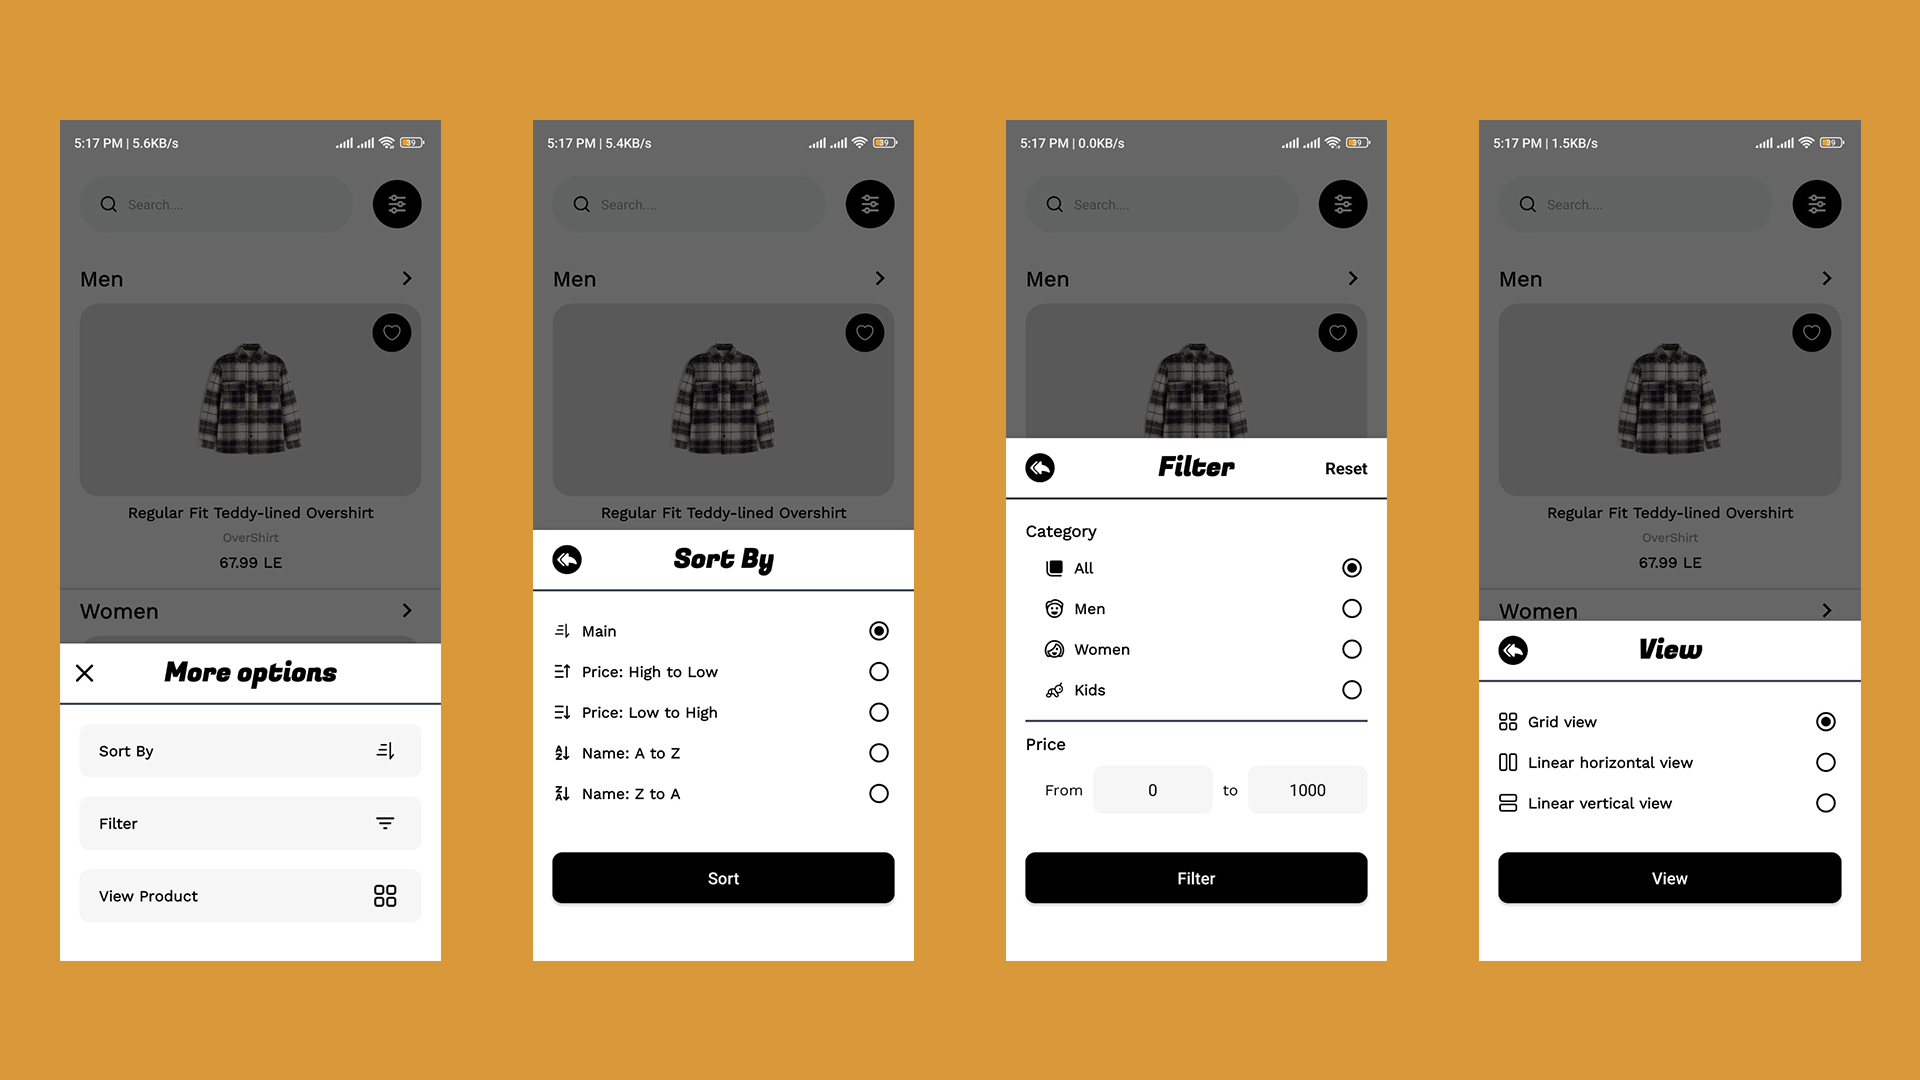 5:17 PM | 5.6KB/s
39
Search....
Men
Regular Fit Teddy-lined Overshirt
OverShirt
67.99 LE
Women
More options
Sort By
Filter
View Product
5:17 PM | 5.4KB/s
39
Search....
Men
Regular Fit Teddy-lined Overshirt
Sort By
Main
Price: High to Low
Price: Low to High
Name: A to Z
Name: Z to A
Sort
5:17 PM | 0.0KB/s
39
Search....
Men
Filter
Reset
Category
All
Men
Women
Kids
Price
From 0 to 1000
Filter
5:17 PM | 1.5KB/s
39
Search....
Men
Regular Fit Teddy-lined Overshirt
OverShirt
67.99 LE
Women
View
Grid view
Linear horizontal view
Linear vertical view
View